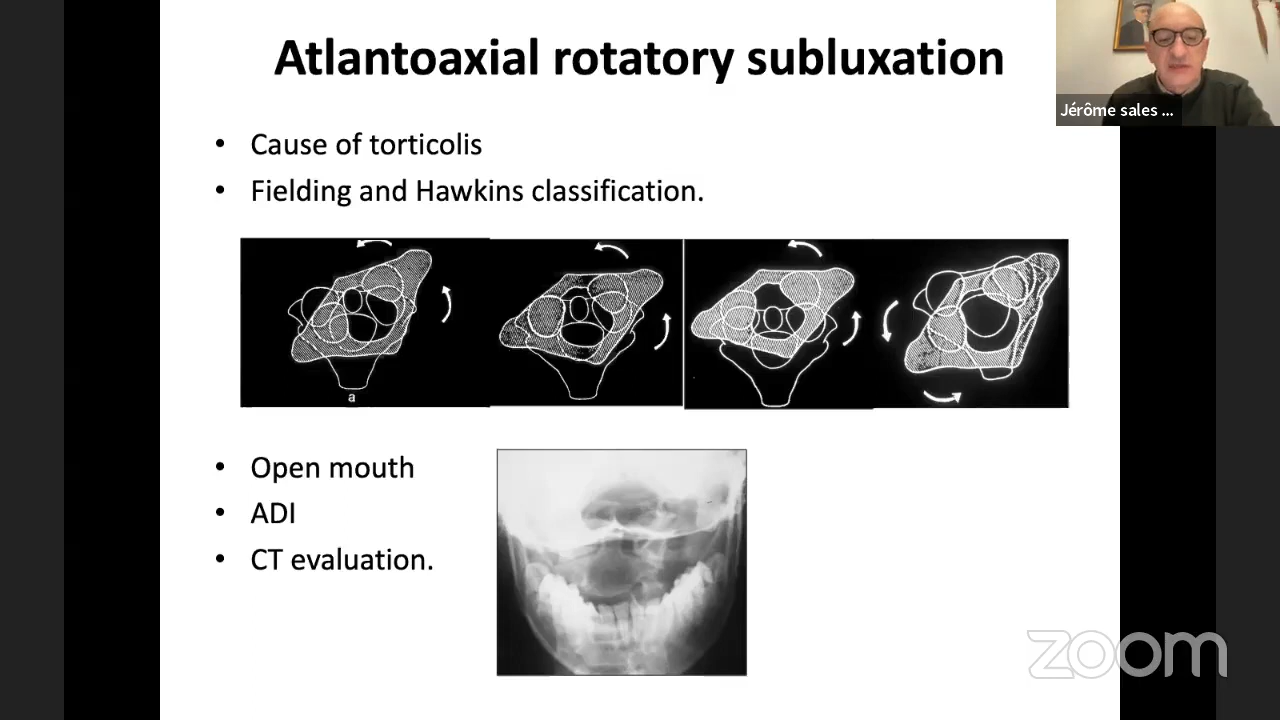 Atlantoaxial rotatory subluxation
Jérôme sales ...
• Cause of torticolis
• Fielding and Hawkins classification.
a
• Open mouth
• ADI
• CT evaluation.
zoom